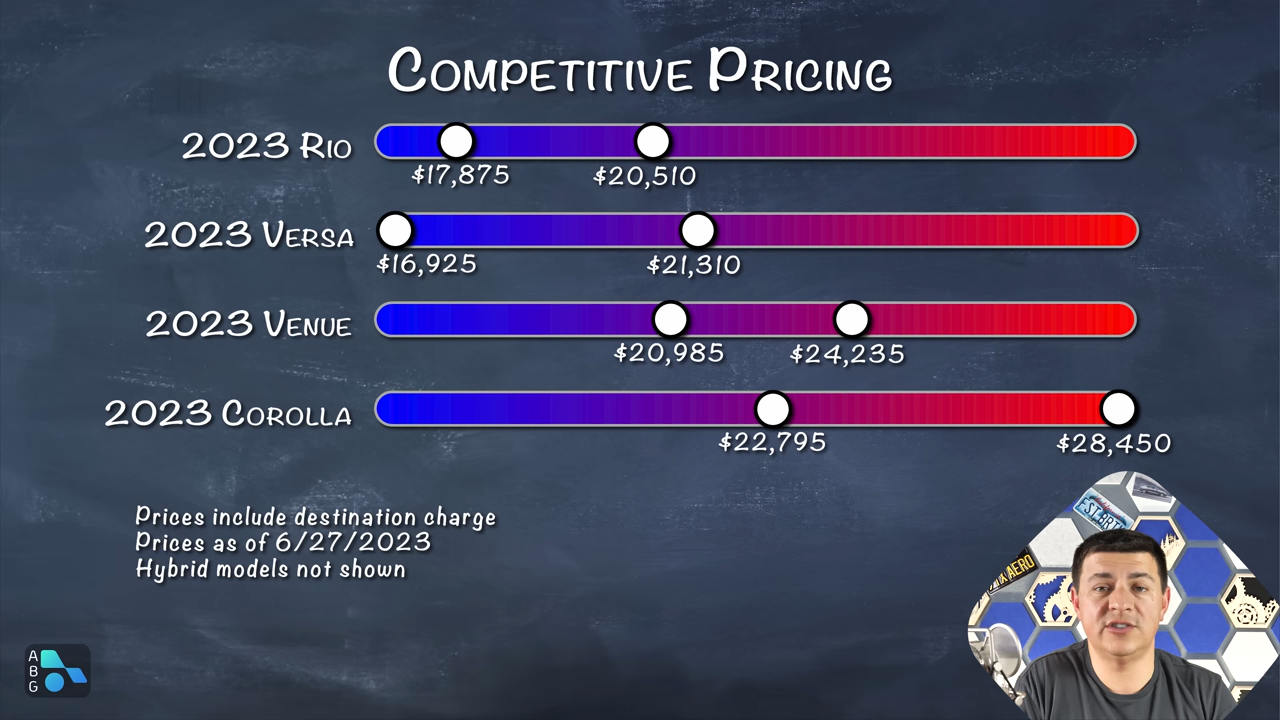 Competitive Pricing
2023 Rio
$17,875 $20,510
2023 Versa
$16,925 $21,310
2023 Venue
$20,985 $24,235
2023 Corolla
$22,795 $28,450
Prices include destination charge
Prices as of 6/27/2023
Hybrid models not shown
A
B
G
AERO